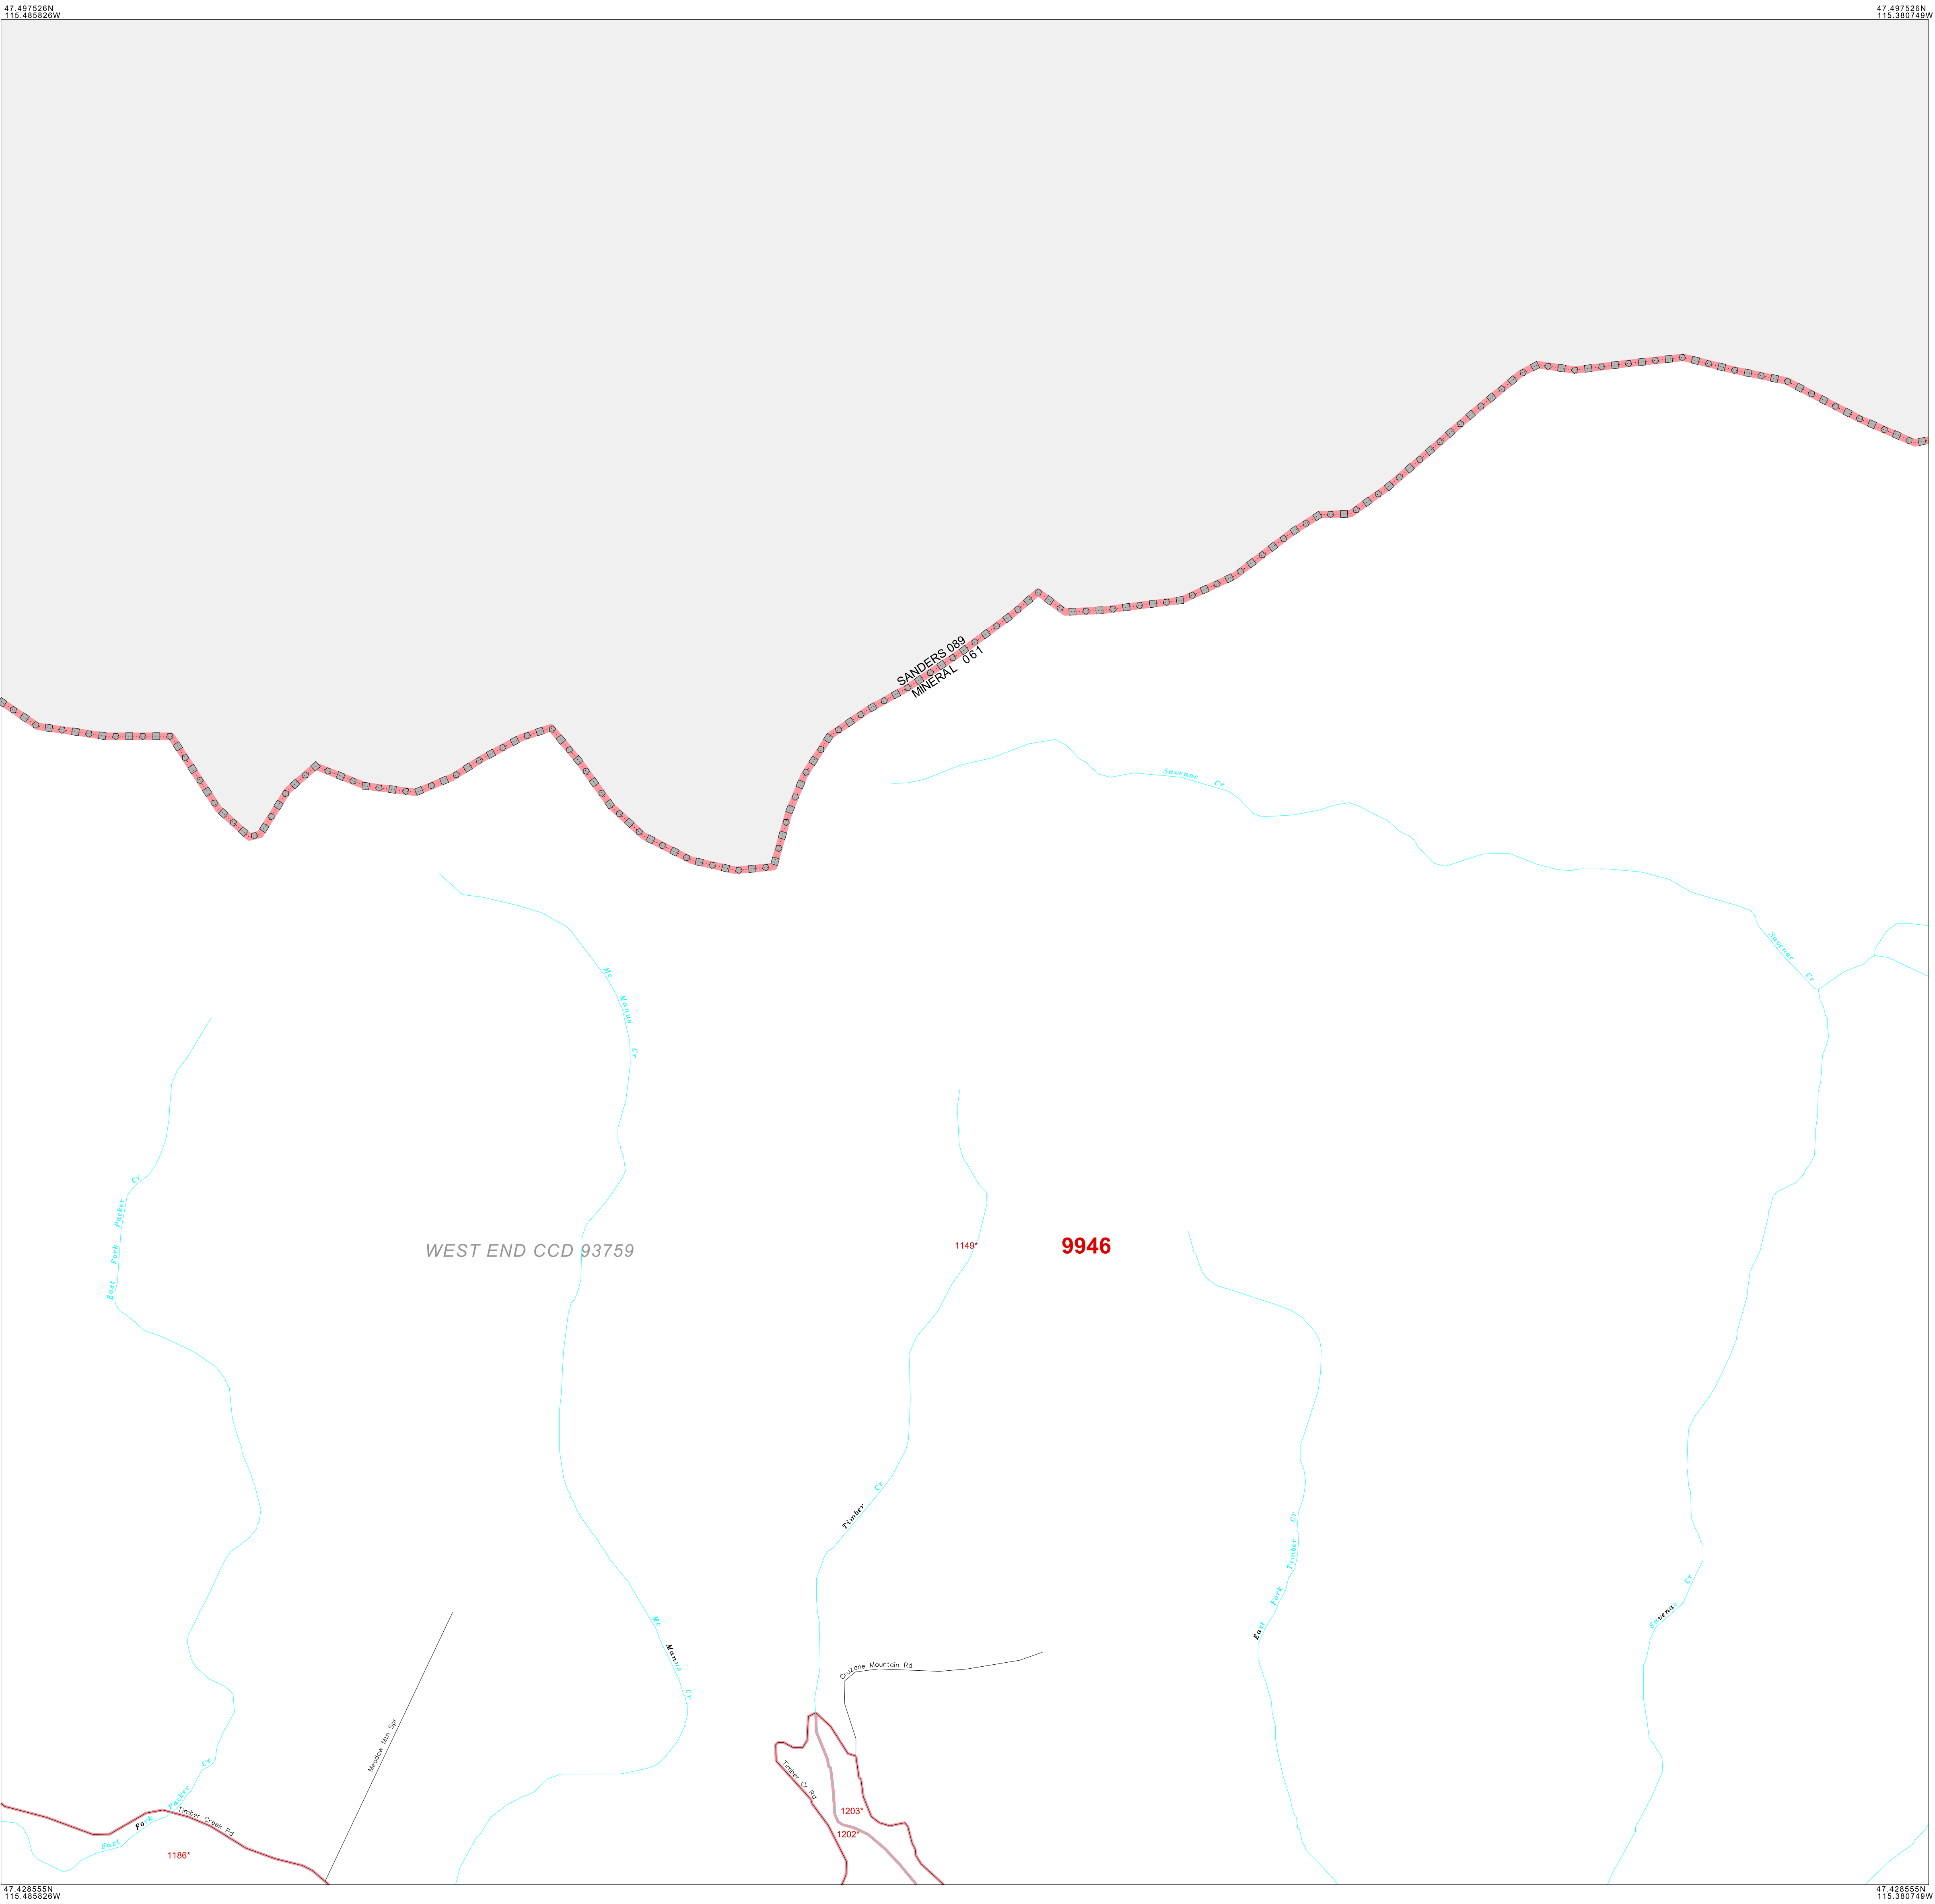 47.497526N
115.485826W
47.497526N
115.380749W
SANDERS 089
MINERAL 061
Savenac Cr
Savenac Cr
Mc Manus Cr
East Fork Parker Cr
WEST END CCD 93759
1149*
9946
Timber Cr
East Fork Timber Cr
Savenac Cr
Mc Manus Cr
Cruzane Mountain Rd
Meadow Mtn Spr
Timber Cr Rd
East Fork Parker Cr
Timber Creek Rd
1203*
1202*
1186*
47.428555N
115.485826W
47.428555N
115.380749W